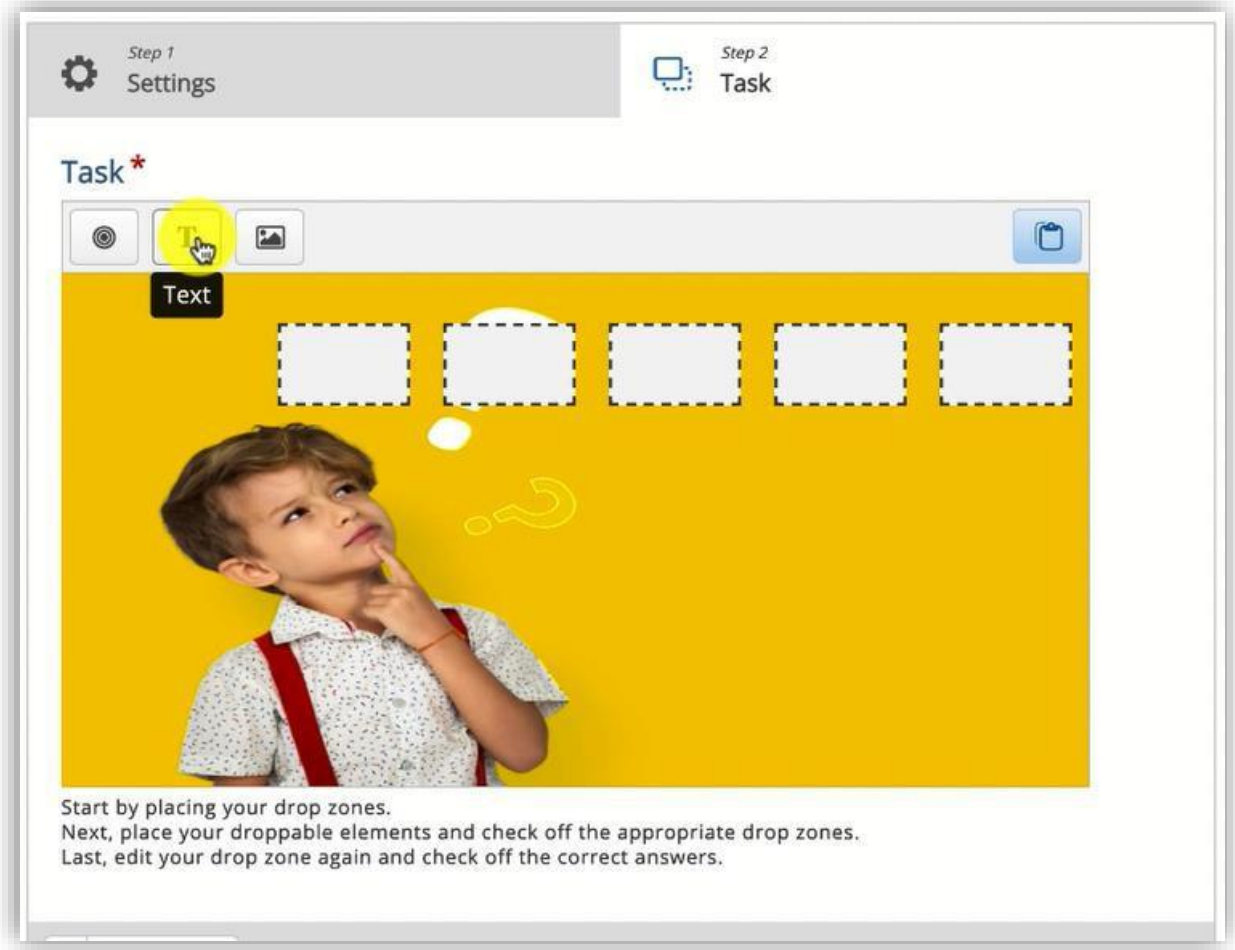 Step 1
Settings
Step 2
Task
Task *
T
Text
Start by placing your drop zones.
Next, place your droppable elements and check off the appropriate drop zones.
Last, edit your drop zone again and check off the correct answers.